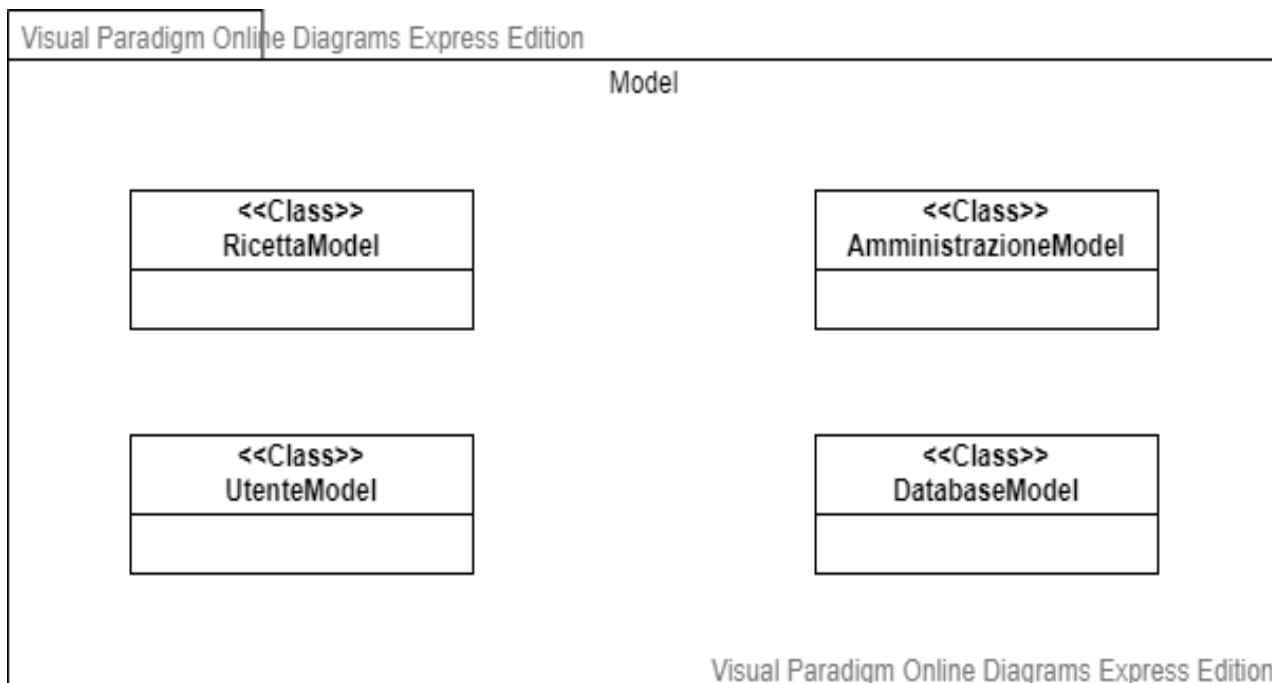 Visual Paradigm Online Diagrams Express Edition
Model
<<Class>>
RicettaModel
<<Class>>
AmministrazioneModel
<<Class>>
UtenteModel
<<Class>>
DatabaseModel
Visual Paradigm Online Diagrams Express Edition